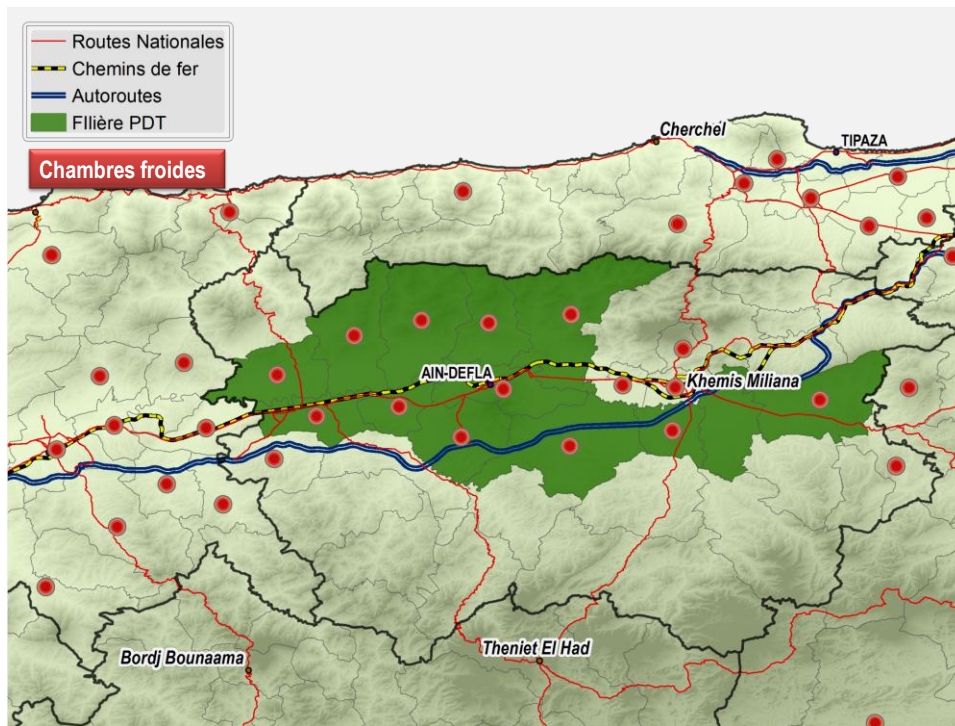 Routes Nationales
Chemins de fer
Autoroutes
FIlière PDT
Chambres froides
Cherchel
TIPAZA
AIN-DEFLA
Khemis Miliana
Theniet El Had
Bordj Bounaama